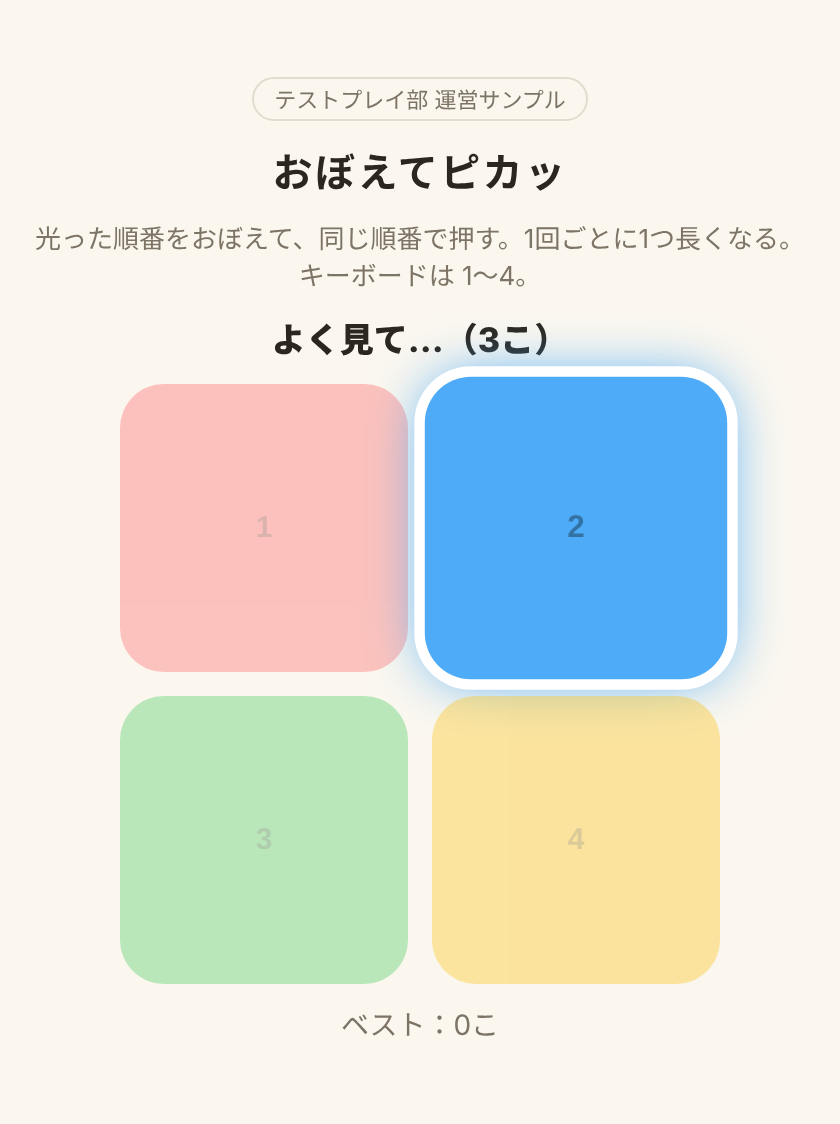 テストプレイ部 運営サンプル
おぼえてピカッ
光った順番をおぼえて、同じ順番で押す。1回ごとに1つ長くなる。
キーボードは 1〜4。
よく見て…（3こ）
1
2
3
4
ベスト：0こ